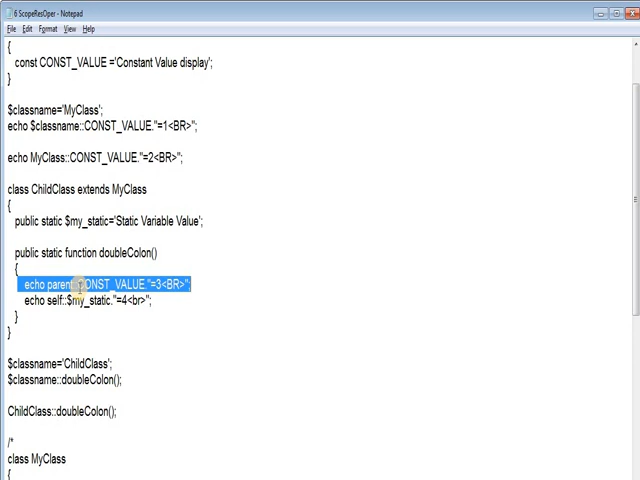 6 ScopeResOper - Notepad
File Edit Format View Help
{
const CONST_VALUE ='Constant Value display';
}
$classname='MyClass';
echo $classname::CONST_VALUE."=1<BR>";
echo MyClass::CONST_VALUE."=2<BR>";
class ChildClass extends MyClass
{
public static $my_static='Static Variable Value';
public static function doubleColon()
{
echo parent::CONST_VALUE."=3<BR>";
echo self::$my_static."=4<br>";
}
}
$classname='ChildClass';
$classname::doubleColon();
ChildClass::doubleColon();
/*
class MyClass
{